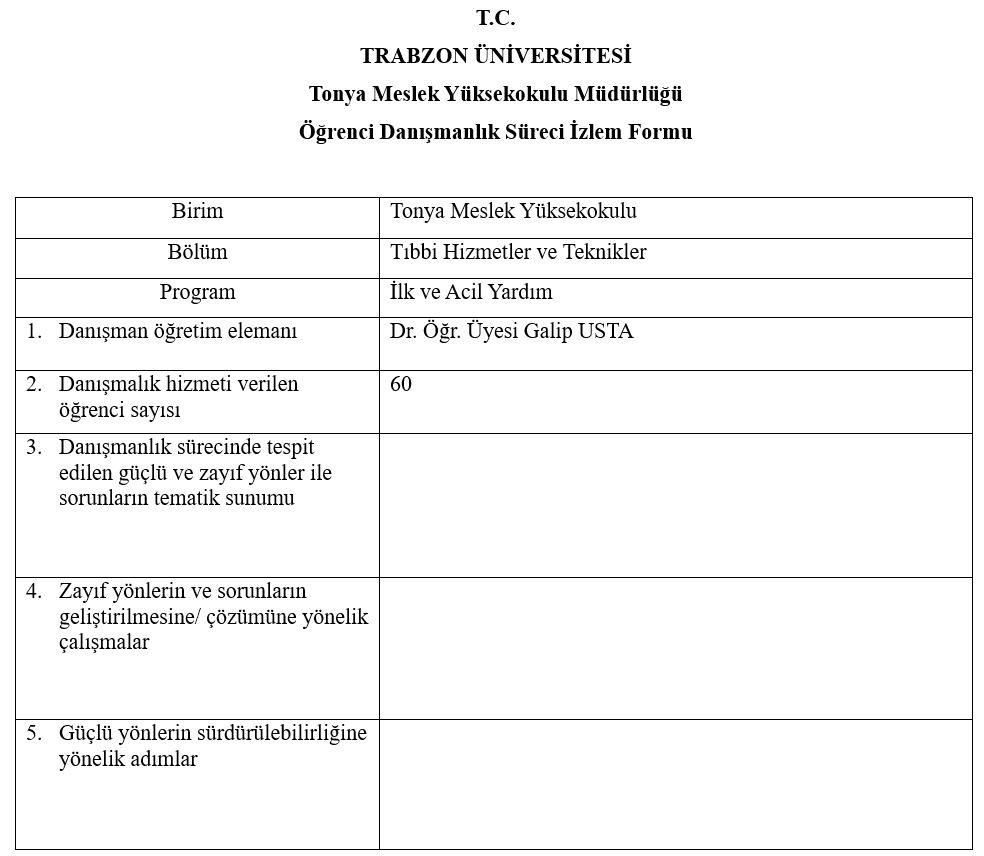 T.C.
TRABZON ÜNİVERSİTESİ
Tonya Meslek Yüksekokulu Müdürlüğü
Öğrenci Danışmanlık Süreci İzlem Formu
Birim
Tonya Meslek Yüksekokulu
Bölüm
Tıbbi Hizmetler ve Teknikler
Program
İlk ve Acil Yardım
1. Danışman öğretim elemanı
Dr. Öğr. Üyesi Galip USTA
2. Danışmalık hizmeti verilen
öğrenci sayısı
60
3. Danışmanlık sürecinde tespit
edilen güçlü ve zayıf yönler ile
sorunların tematik sunumu
4. Zayıf yönlerin ve sorunların
geliştirilmesine/ çözümüne yönelik
çalışmalar
5. Güçlü yönlerin sürdürülebilirliğine
yönelik adımlar